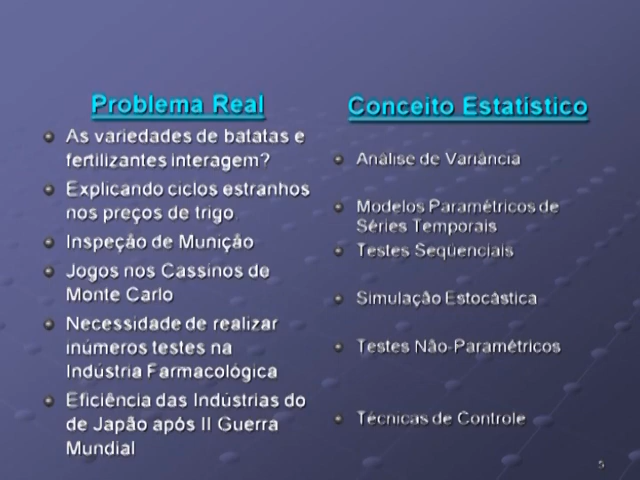 Problema Real
As variedades de batatas e
fertilizantes interagem?
Explicando ciclos estranhos
nos preços de trigo
Inspeção de Munição
Jogos nos Cassinos de
Monte Carlo
Necessidade de realizar
inúmeros testes na
Indústria Farmacológica
Eficiência das Indústrias do
de Japão após II Guerra
Mundial
Conceito Estatístico
Análise de Variância
Modelos Paramétricos de
Séries Temporais
Testes Seqüenciais
Simulação Estocástica
Testes Não-Paramétricos
Técnicas de Controle
5